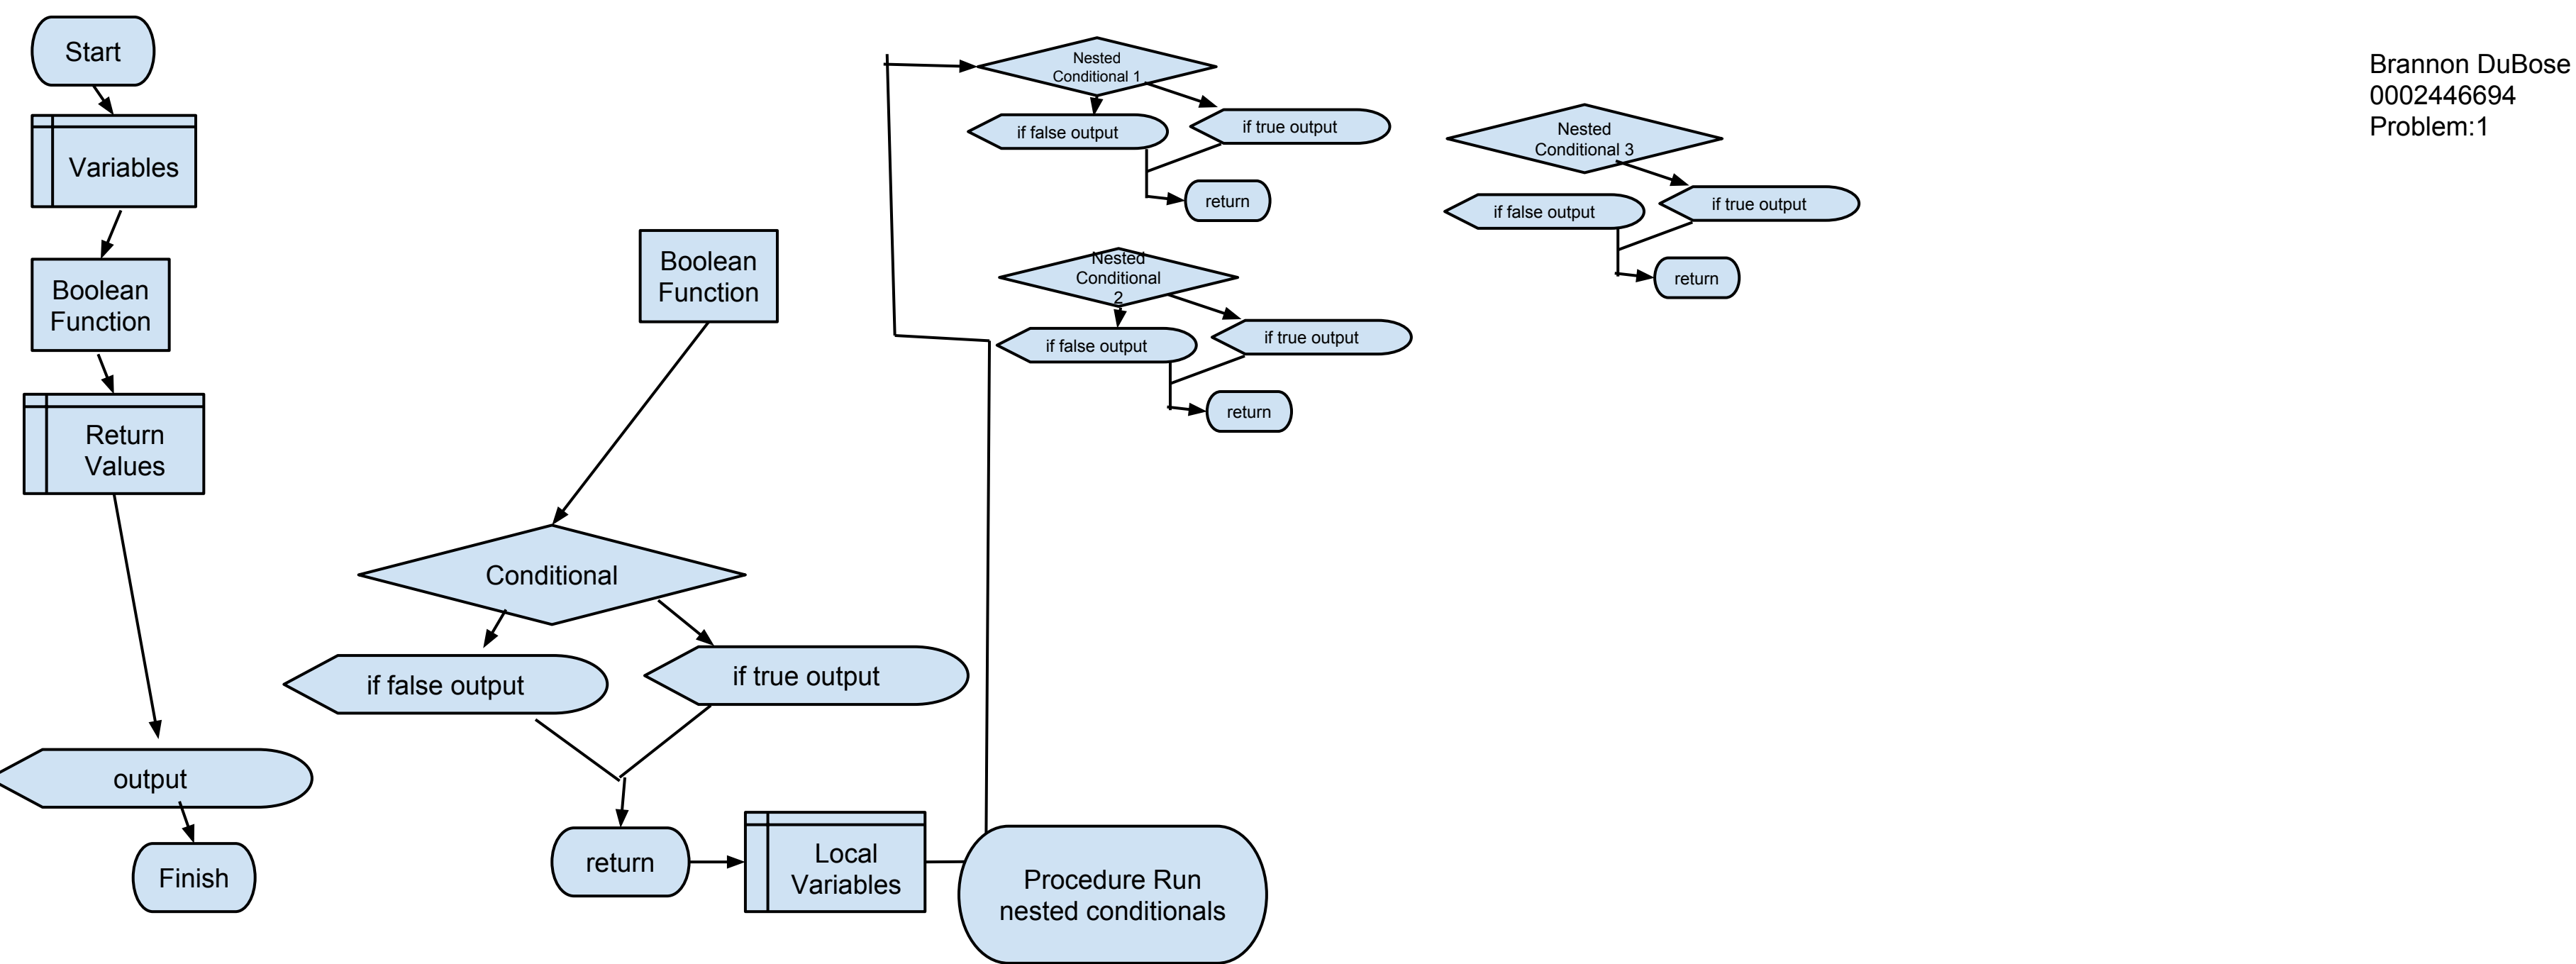 Start
Variables
Boolean
Function
Return
Values
output
Finish
Boolean
Function
Conditional
if false output
if true output
return
Local
Variables
Procedure Run
nested conditionals
Nested
Conditional 1
if false output
if true output
return
Nested
Conditional
2
if false output
if true output
return
Nested
Conditional 3
if false output
if true output
return
Brannon DuBose
0002446694
Problem:1